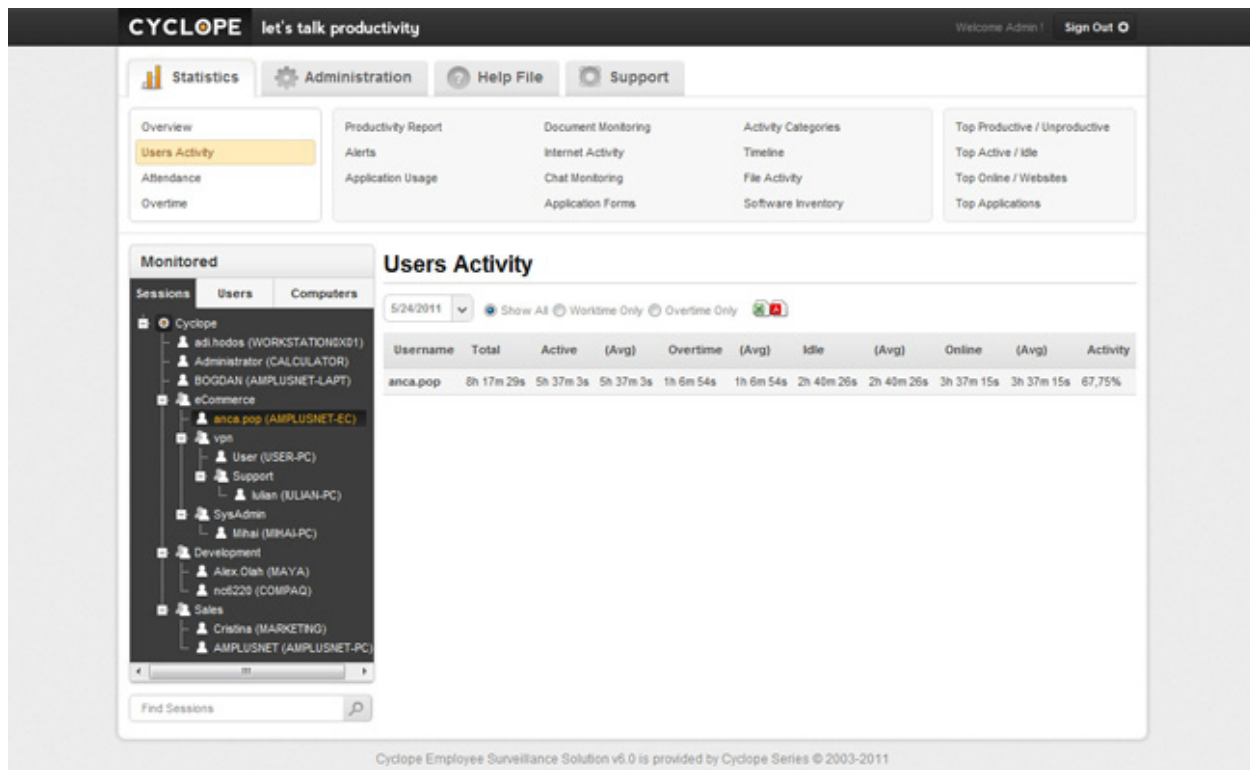 CYCLOPE let's talk productivity
Welcome Admin !
Sign Out
Statistics
Administration
Help File
Support
Overview
Users Activity
Attendance
Overtime
Productivity Report
Alerts
Application Usage
Document Monitoring
Internet Activity
Chat Monitoring
Application Forms
Activity Categories
Timeline
File Activity
Software Inventory
Top Productive / Unproductive
Top Active / Idle
Top Online / Websites
Top Applications
Monitored
Sessions Users Computers
Cyclope
adi.hodos (WORKSTATION0X01)
Administrator (CALCULATOR)
BOGDAN (AMPLUSNET-LAPT)
eCommerce
anca.pop (AMPLUSNET-EC)
vpn
User (USER-PC)
Support
Iulian (IULIAN-PC)
SysAdmin
Mihai (MIHAI-PC)
Development
Alex.Olah (MAYA)
nc6220 (COMPAQ)
Sales
Cristina (MARKETING)
AMPLUSNET (AMPLUSNET-PC)
Find Sessions
Users Activity
5/24/2011 Show All Worktime Only Overtime Only
Username Total Active (Avg) Overtime (Avg) Idle (Avg) Online (Avg) Activity
anca.pop 8h 17m 29s 5h 37m 3s 5h 37m 3s 1h 6m 54s 1h 6m 54s 2h 40m 26s 2h 40m 26s 3h 37m 15s 3h 37m 15s 67,75%
Cyclope Employee Surveillance Solution v6.0 is provided by Cyclope Series © 2003-2011